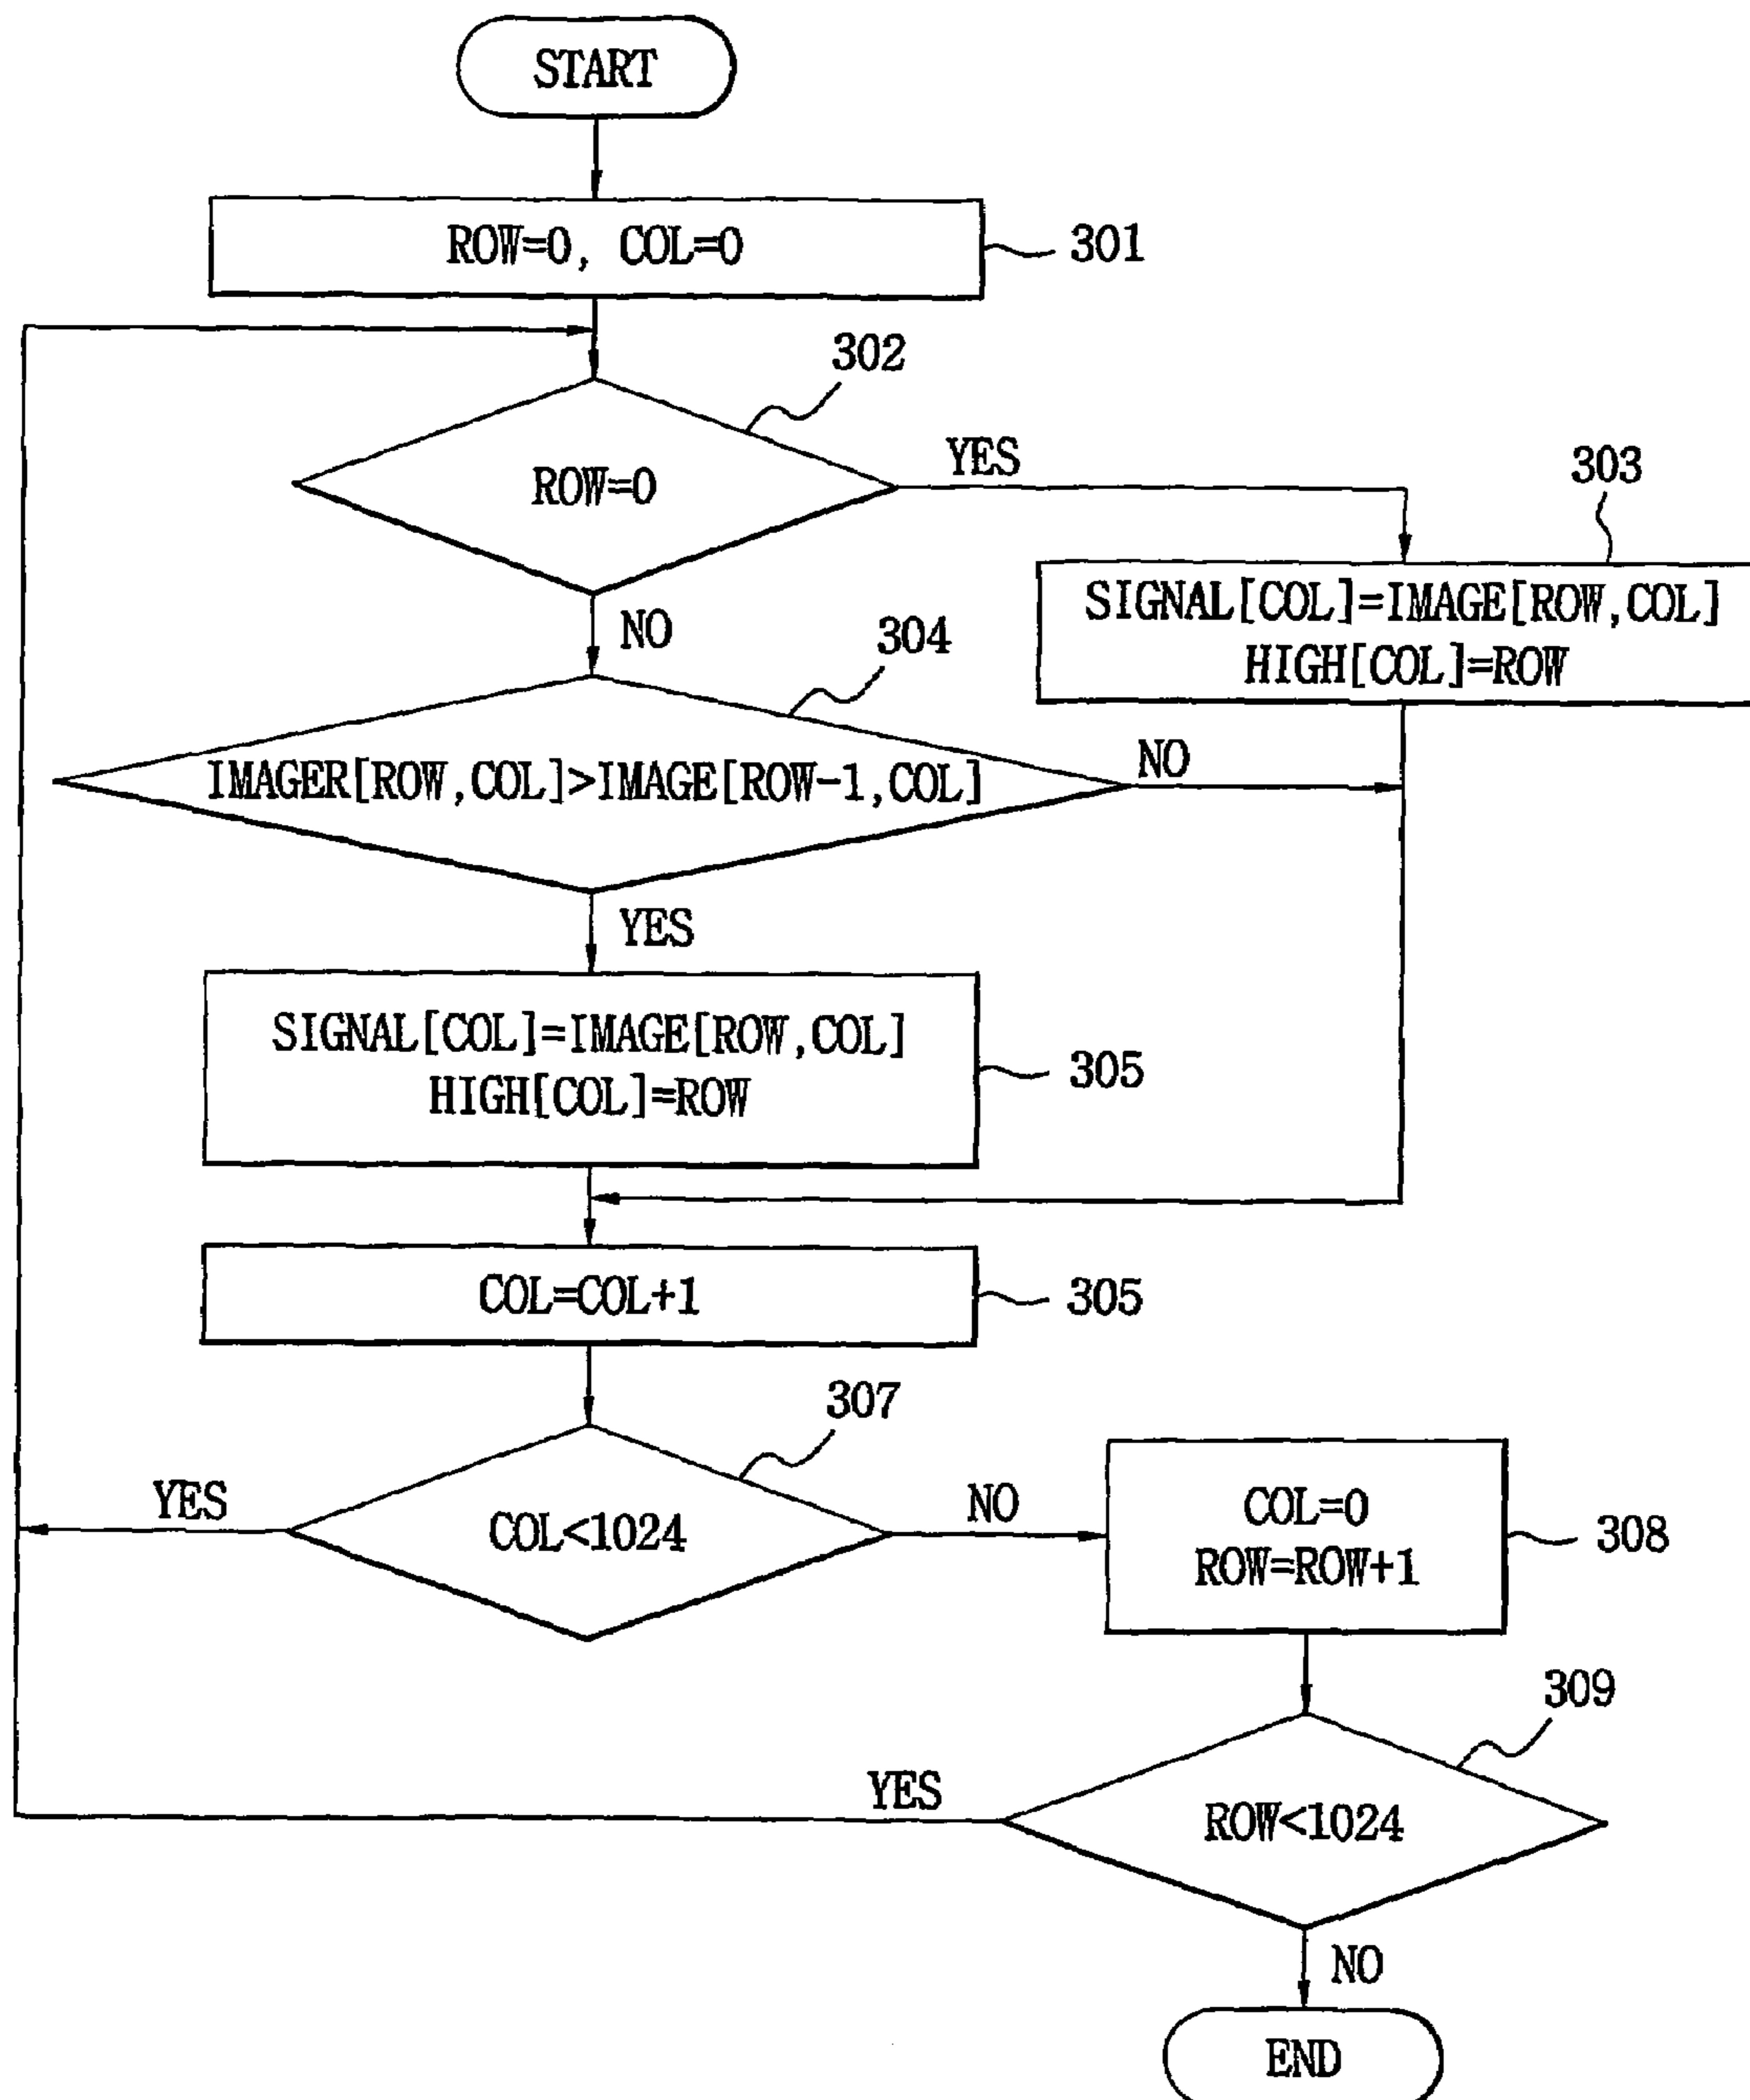 START
ROW=0, COL=0
301
302
ROW=0
YES
303
SIGNAL[COL]=IMAGE[ROW,COL]
HIGH[COL]=ROW
NO
304
IMAGER[ROW,COL]>IMAGE[ROW-1,COL]
NO
YES
SIGNAL[COL]=IMAGE[ROW,COL]
HIGH[COL]=ROW
305
COL=COL+1
305
307
YES
COL<1024
NO
COL=0
ROW=ROW+1
308
309
YES
ROW<1024
NO
END